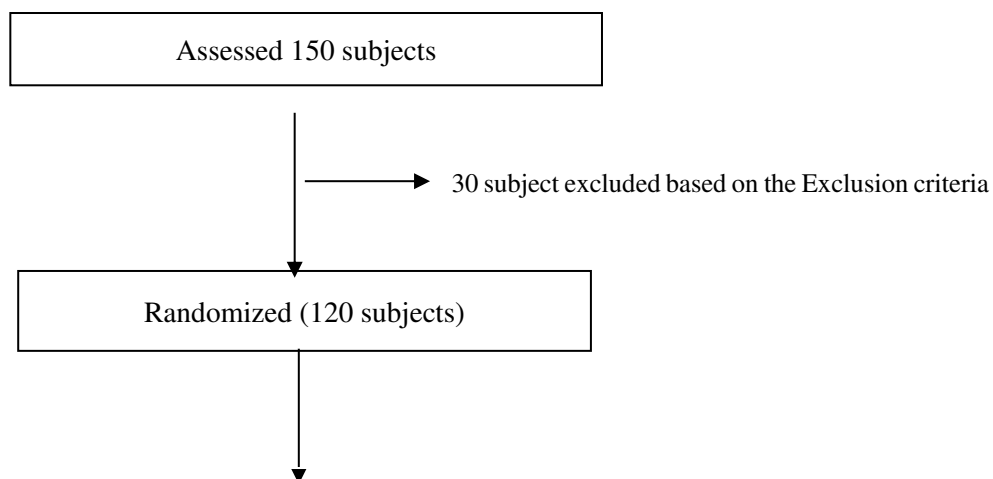 Assessed 150 subjects
30 subject excluded based on the Exclusion criteria
Randomized (120 subjects)